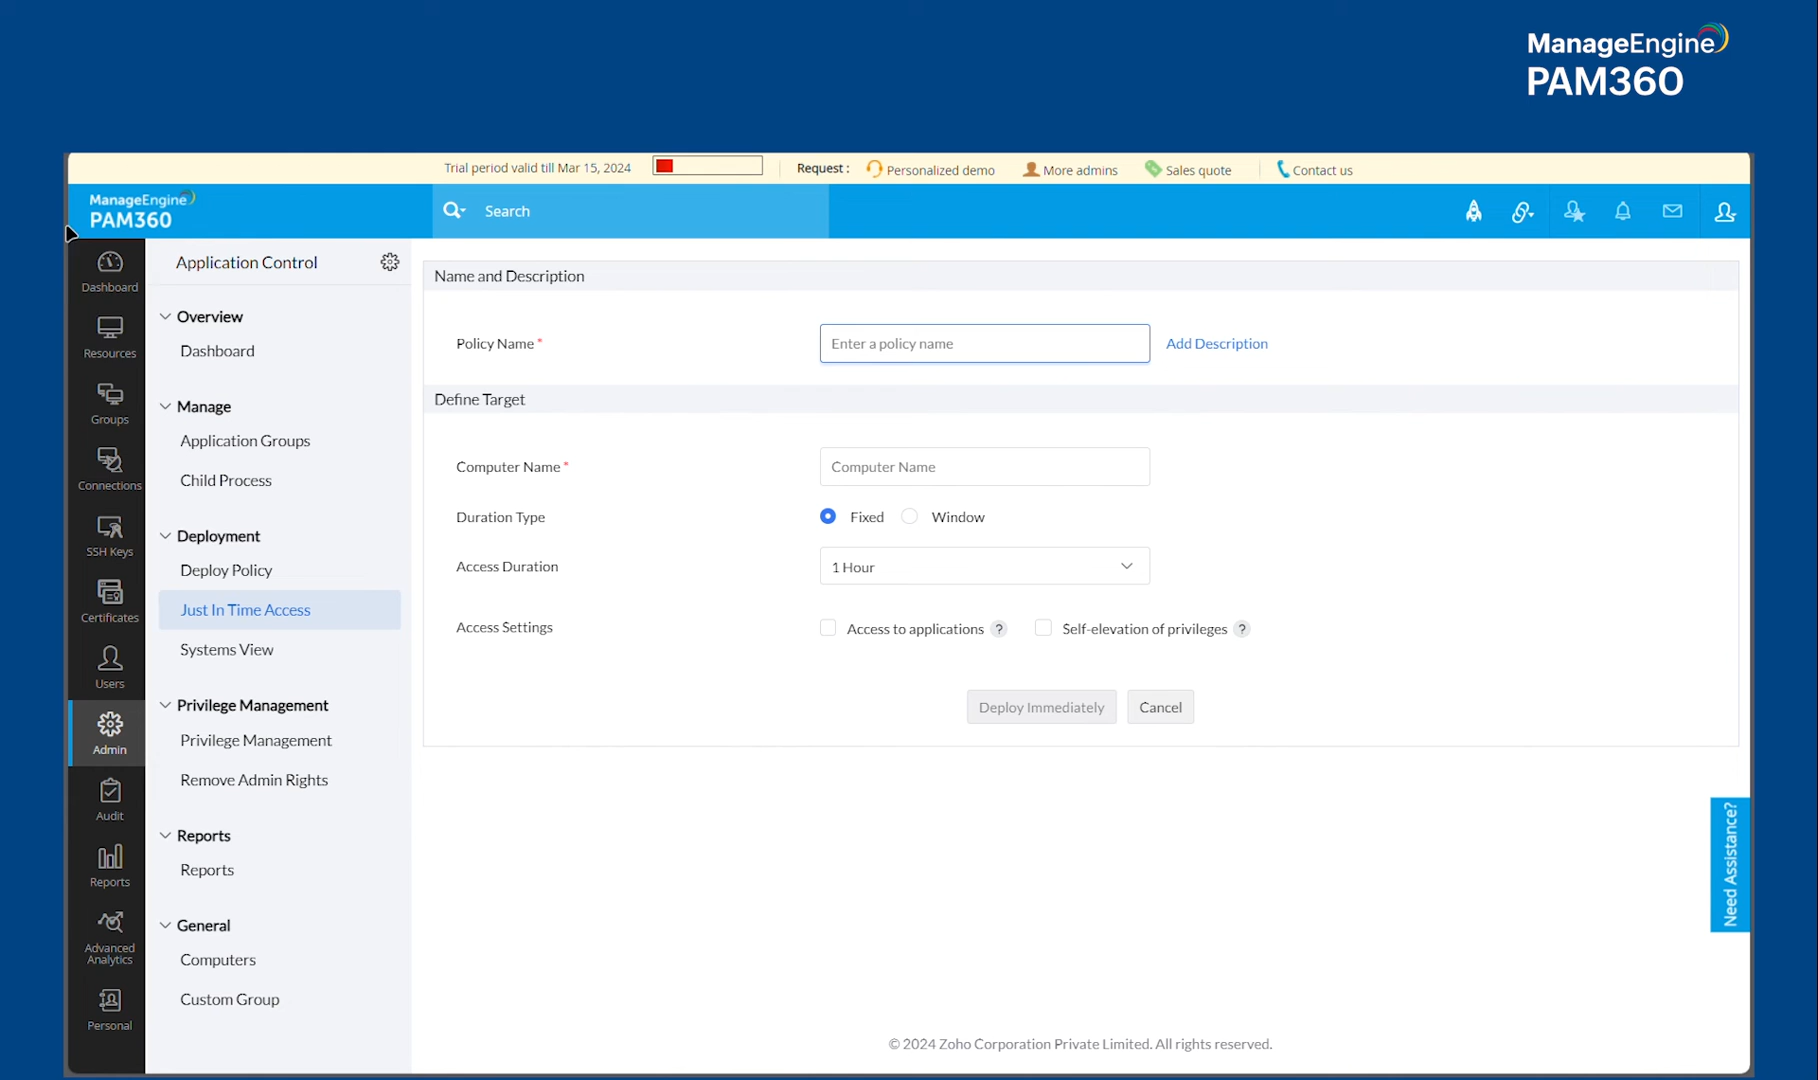 ManageEngine
PAM360
Trial period valid till Mar 15, 2024
Request :
Personalized demo
More admins
Sales quote
Contact us
ManageEngine
PAM360
Search
Dashboard
Resources
Groups
Connections
SSH Keys
Certificates
Users
Admin
Audit
Reports
Advanced
Analytics
Personal
Application Control
Overview
Dashboard
Manage
Application Groups
Child Process
Deployment
Deploy Policy
Just In Time Access
Systems View
Privilege Management
Privilege Management
Remove Admin Rights
Reports
Reports
General
Computers
Custom Group
Name and Description
Policy Name *
Enter a policy name
Add Description
Define Target
Computer Name *
Computer Name
Duration Type
Fixed
Window
Access Duration
1 Hour
Access Settings
Access to applications ?
Self-elevation of privileges ?
Deploy Immediately
Cancel
Need Assistance?
© 2024 Zoho Corporation Private Limited. All rights reserved.